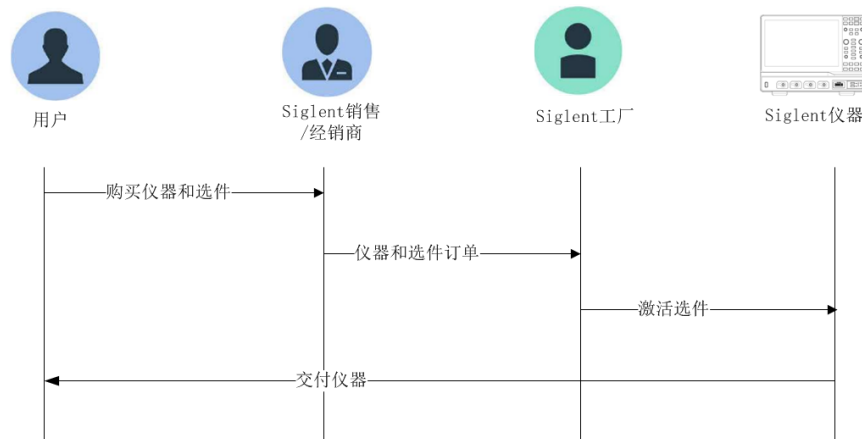 用户
Siglent销售
/经销商
Siglent工厂
Siglent仪器
购买仪器和选件
仪器和选件订单
激活选件
交付仪器